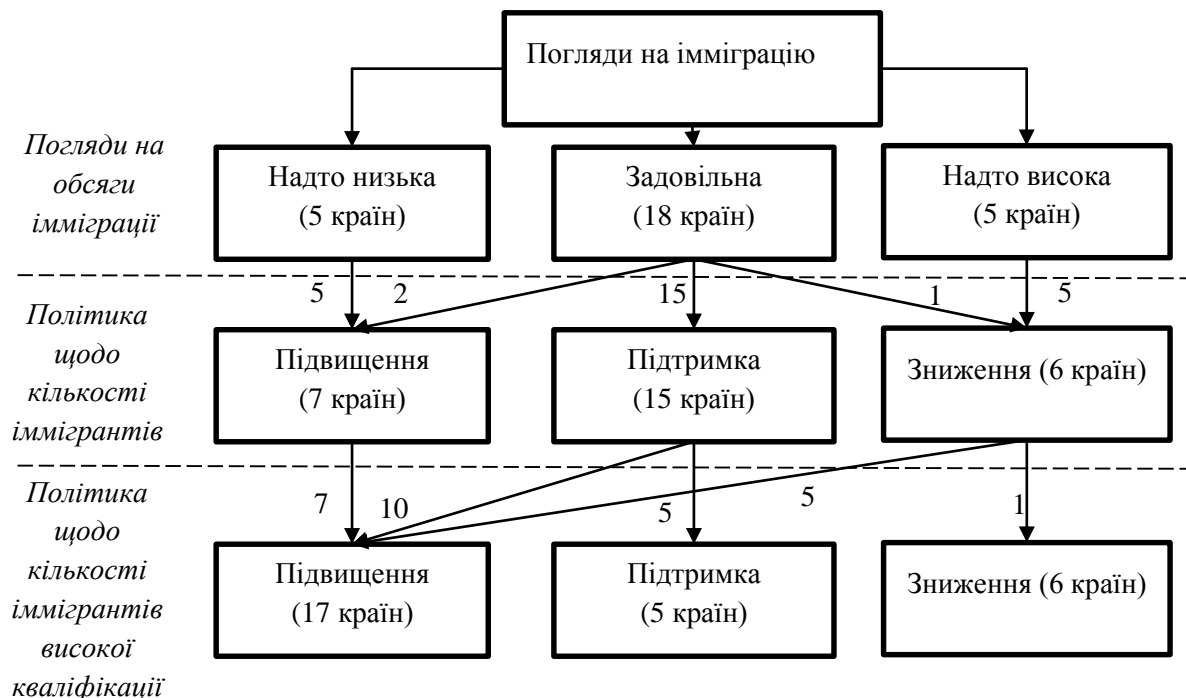 Погляди на імміграцію
Погляди на
обсяги
імміграції
Надто низька
(5 країн)
Задовільна
(18 країн)
Надто висока
(5 країн)
5
2
15
1
5
Політика
щодо
кількості
іммігрантів
Підвищення
(7 країн)
Підтримка
(15 країн)
Зниження (6 країн)
7
10
5
5
1
Політика
щодо
кількості
іммігрантів
високої
кваліфікації
Підвищення
(17 країн)
Підтримка
(5 країн)
Зниження (6 країн)